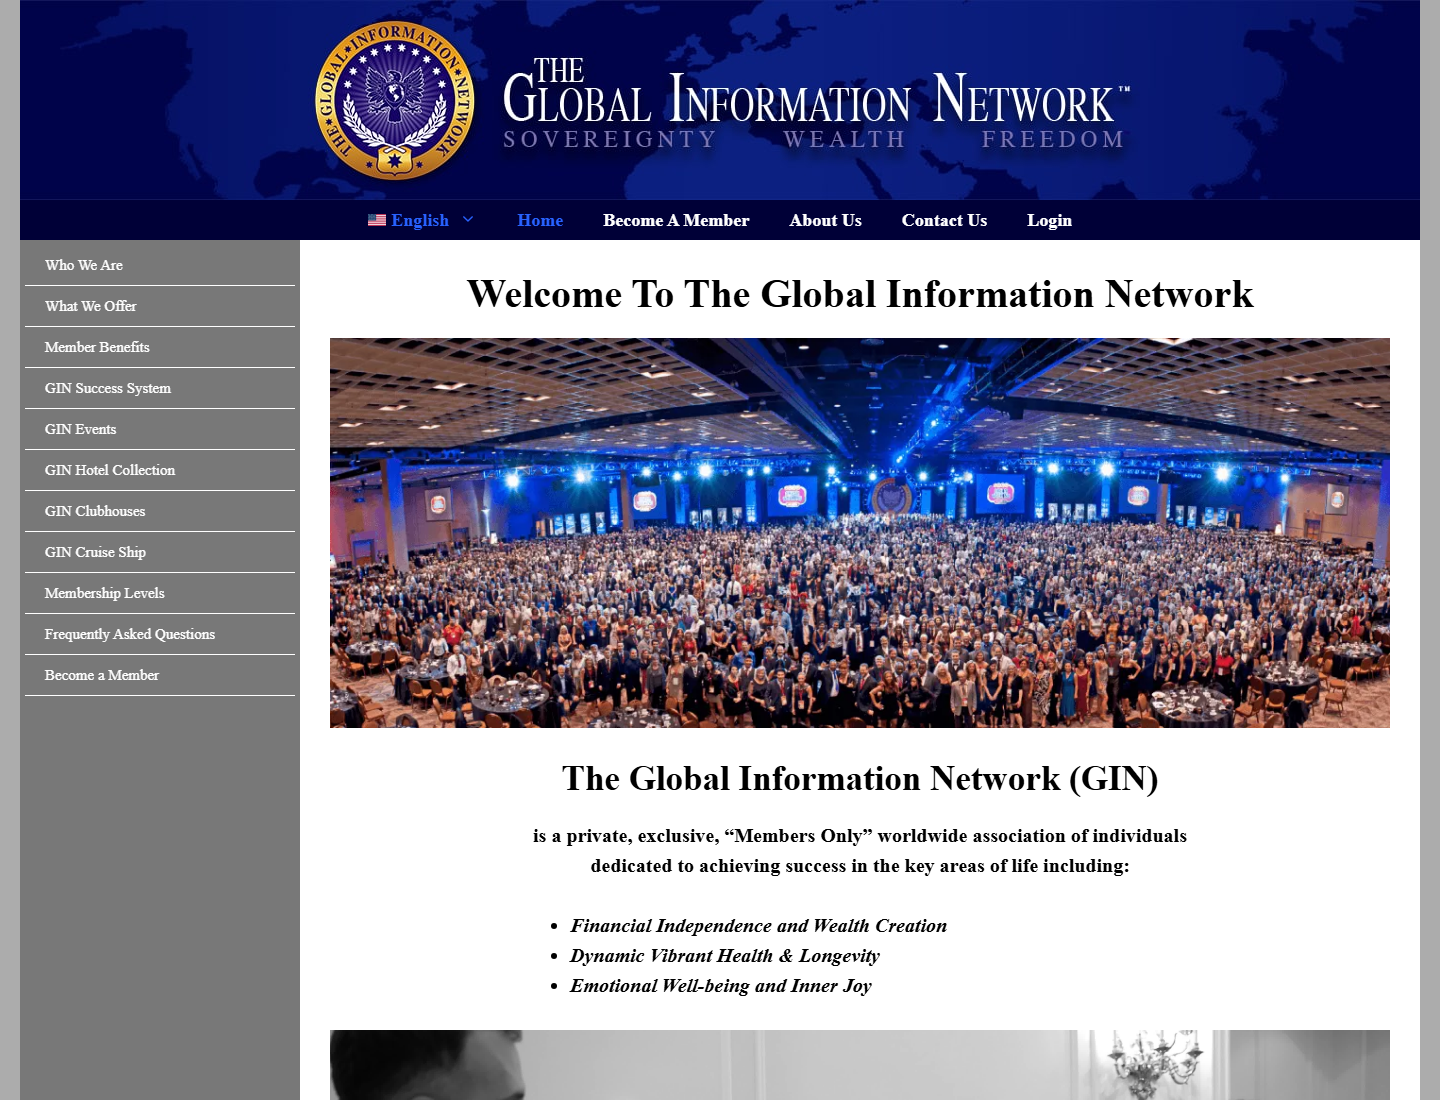 THE GLOBAL INFORMATION NETWORK
THE
GLOBAL INFORMATION NETWORK™
SOVEREIGNTY WEALTH FREEDOM
English Home Become A Member About Us Contact Us Login
Who We Are
What We Offer
Member Benefits
GIN Success System
GIN Events
GIN Hotel Collection
GIN Clubhouses
GIN Cruise Ship
Membership Levels
Frequently Asked Questions
Become a Member
Welcome To The Global Information Network
The Global Information Network (GIN)
is a private, exclusive, “Members Only” worldwide association of individuals
dedicated to achieving success in the key areas of life including:
• Financial Independence and Wealth Creation
• Dynamic Vibrant Health & Longevity
• Emotional Well-being and Inner Joy